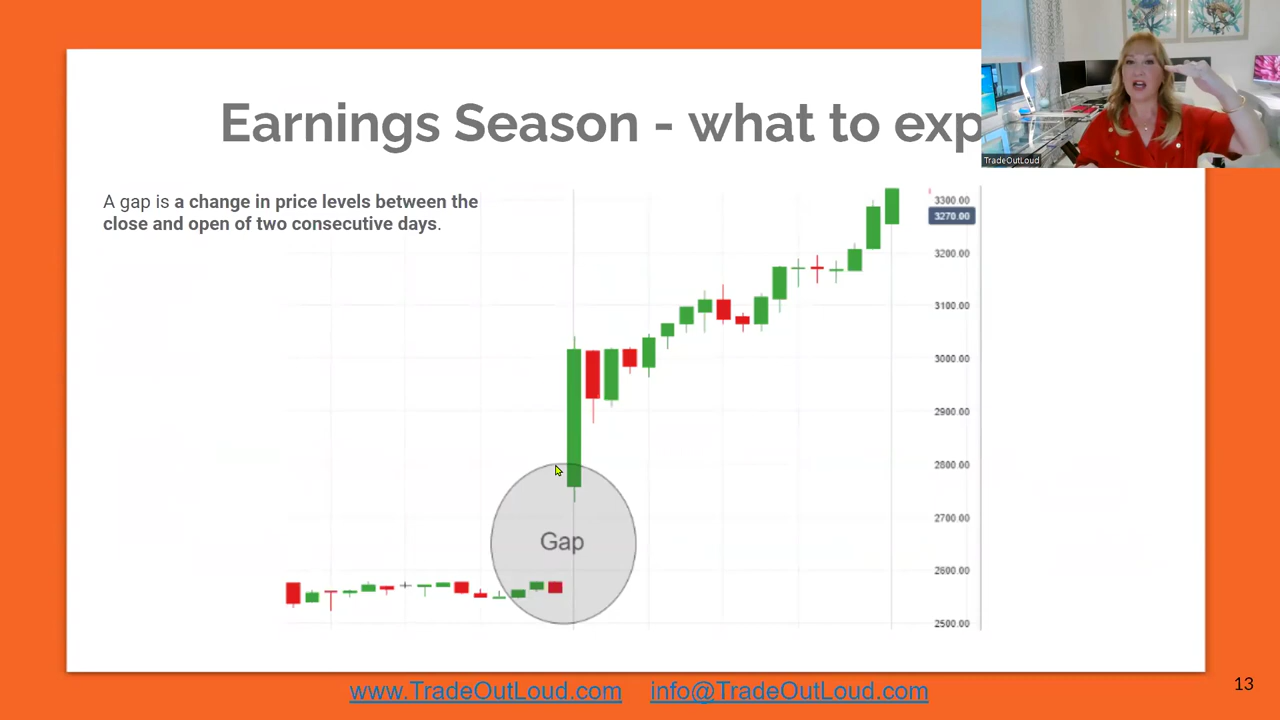 Earnings Season - what to exp
TradeOutLoud
A gap is a change in price levels between the
close and open of two consecutive days.
3300.00
3270.00
3200.00
3100.00
3000.00
2900.00
2800.00
2700.00
2600.00
2500.00
Gap
www.TradeOutLoud.com info@TradeOutLoud.com
13